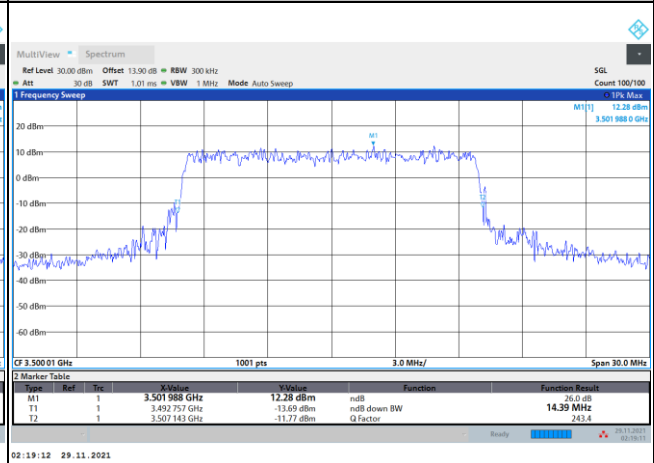 MultiView Spectrum
Ref Level 30.00 dBm Offset 13.90 dB RBW 300 kHz SGL
Att 30 dB SWT 1.01 ms VBW 1 MHz Mode Auto Sweep Count 100/100
1 Frequency Sweep 1Pk Max
M1[1] 12.28 dBm
3.501 988 0 GHz
M1
20 dBm
10 dBm
0 dBm
-10 dBm
-20 dBm
-30 dBm
-50 dBm
-60 dBm
CF 3.500 01 GHz 1001 pts 3.0 MHz/ Span 30.0 MHz
2 Marker Table
Type Ref Trc X-Value Y-Value Function Function Result
M1 1 3.501 988 GHz 12.28 dBm ndB 26.0 dB
T1 1 3.492 757 GHz -13.69 dBm ndB down BW 14.39 MHz
T2 1 3.507 143 GHz -11.77 dBm Q Factor 243.4
Ready 29.11.2021
02:19:11
02:19:12 29.11.2021